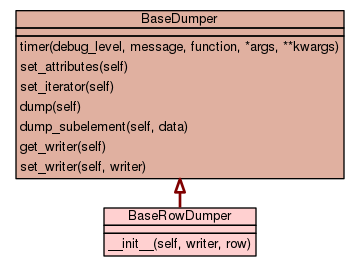 BaseDumper
timer(debug_level, message, function, *args, **kwargs)
set_attributes(self)
set_iterator(self)
dump(self)
dump_subelement(self, data)
get_writer(self)
set_writer(self, writer)
BaseRowDumper
__init__(self, writer, row)